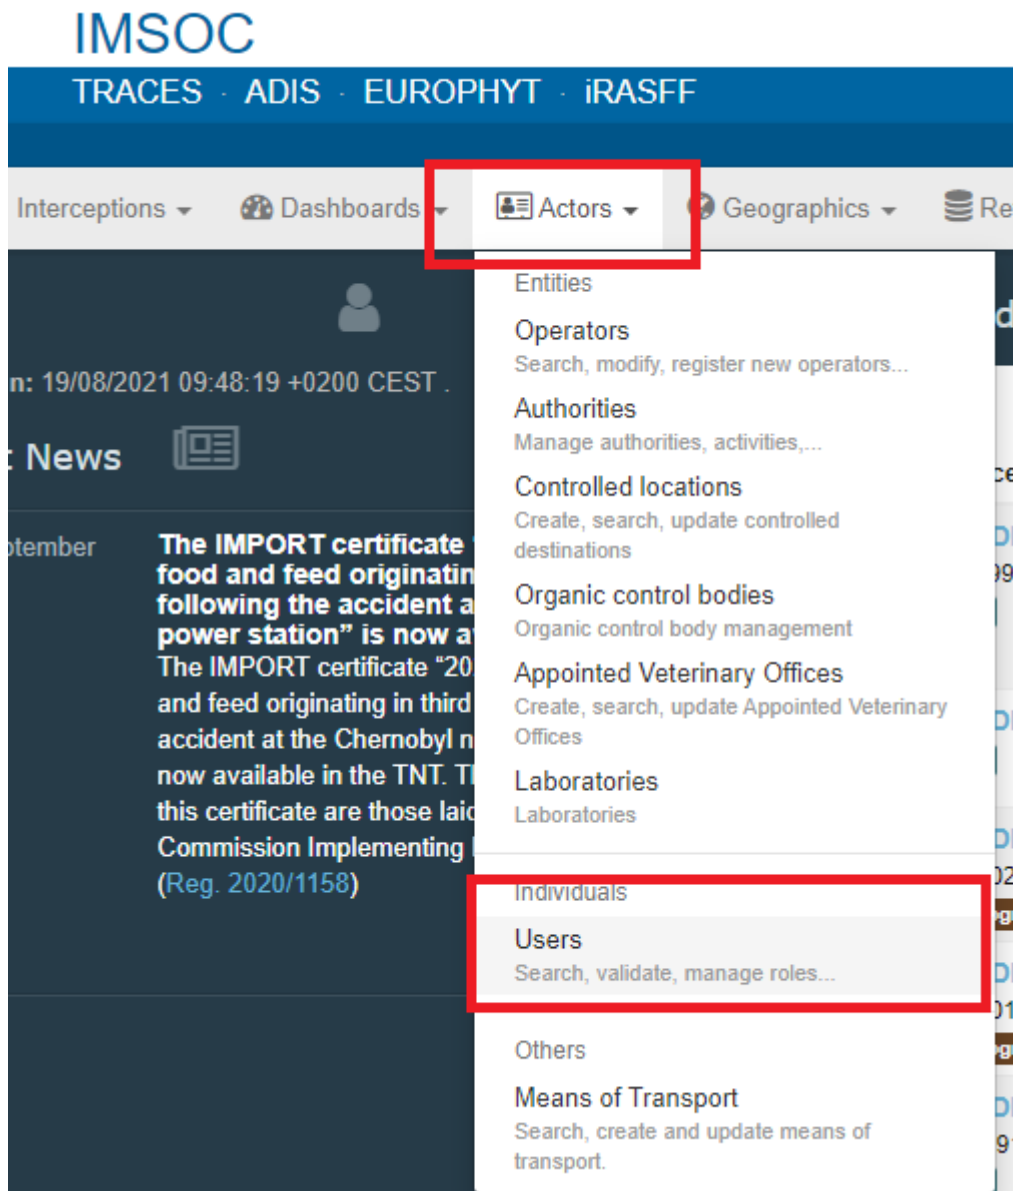 IMSOC
TRACES · ADIS · EUROPHYT · iRASFF
Interceptions Dashboards Actors Geographics Re
n: 19/08/2021 09:48:19 +0200 CEST .
: News
ptember
The IMPORT certificate
food and feed originatin
following the accident a
power station” is now a
The IMPORT certificate “20
and feed originating in third
accident at the Chernobyl n
now available in the TNT. T
this certificate are those laid
Commission Implementing
(Reg. 2020/1158)
Entities
Operators
Search, modify, register new operators...
Authorities
Manage authorities, activities,...
Controlled locations
Create, search, update controlled
destinations
Organic control bodies
Organic control body management
Appointed Veterinary Offices
Create, search, update Appointed Veterinary
Offices
Laboratories
Laboratories
Individuals
Users
Search, validate, manage roles...
Others
Means of Transport
Search, create and update means of
transport.